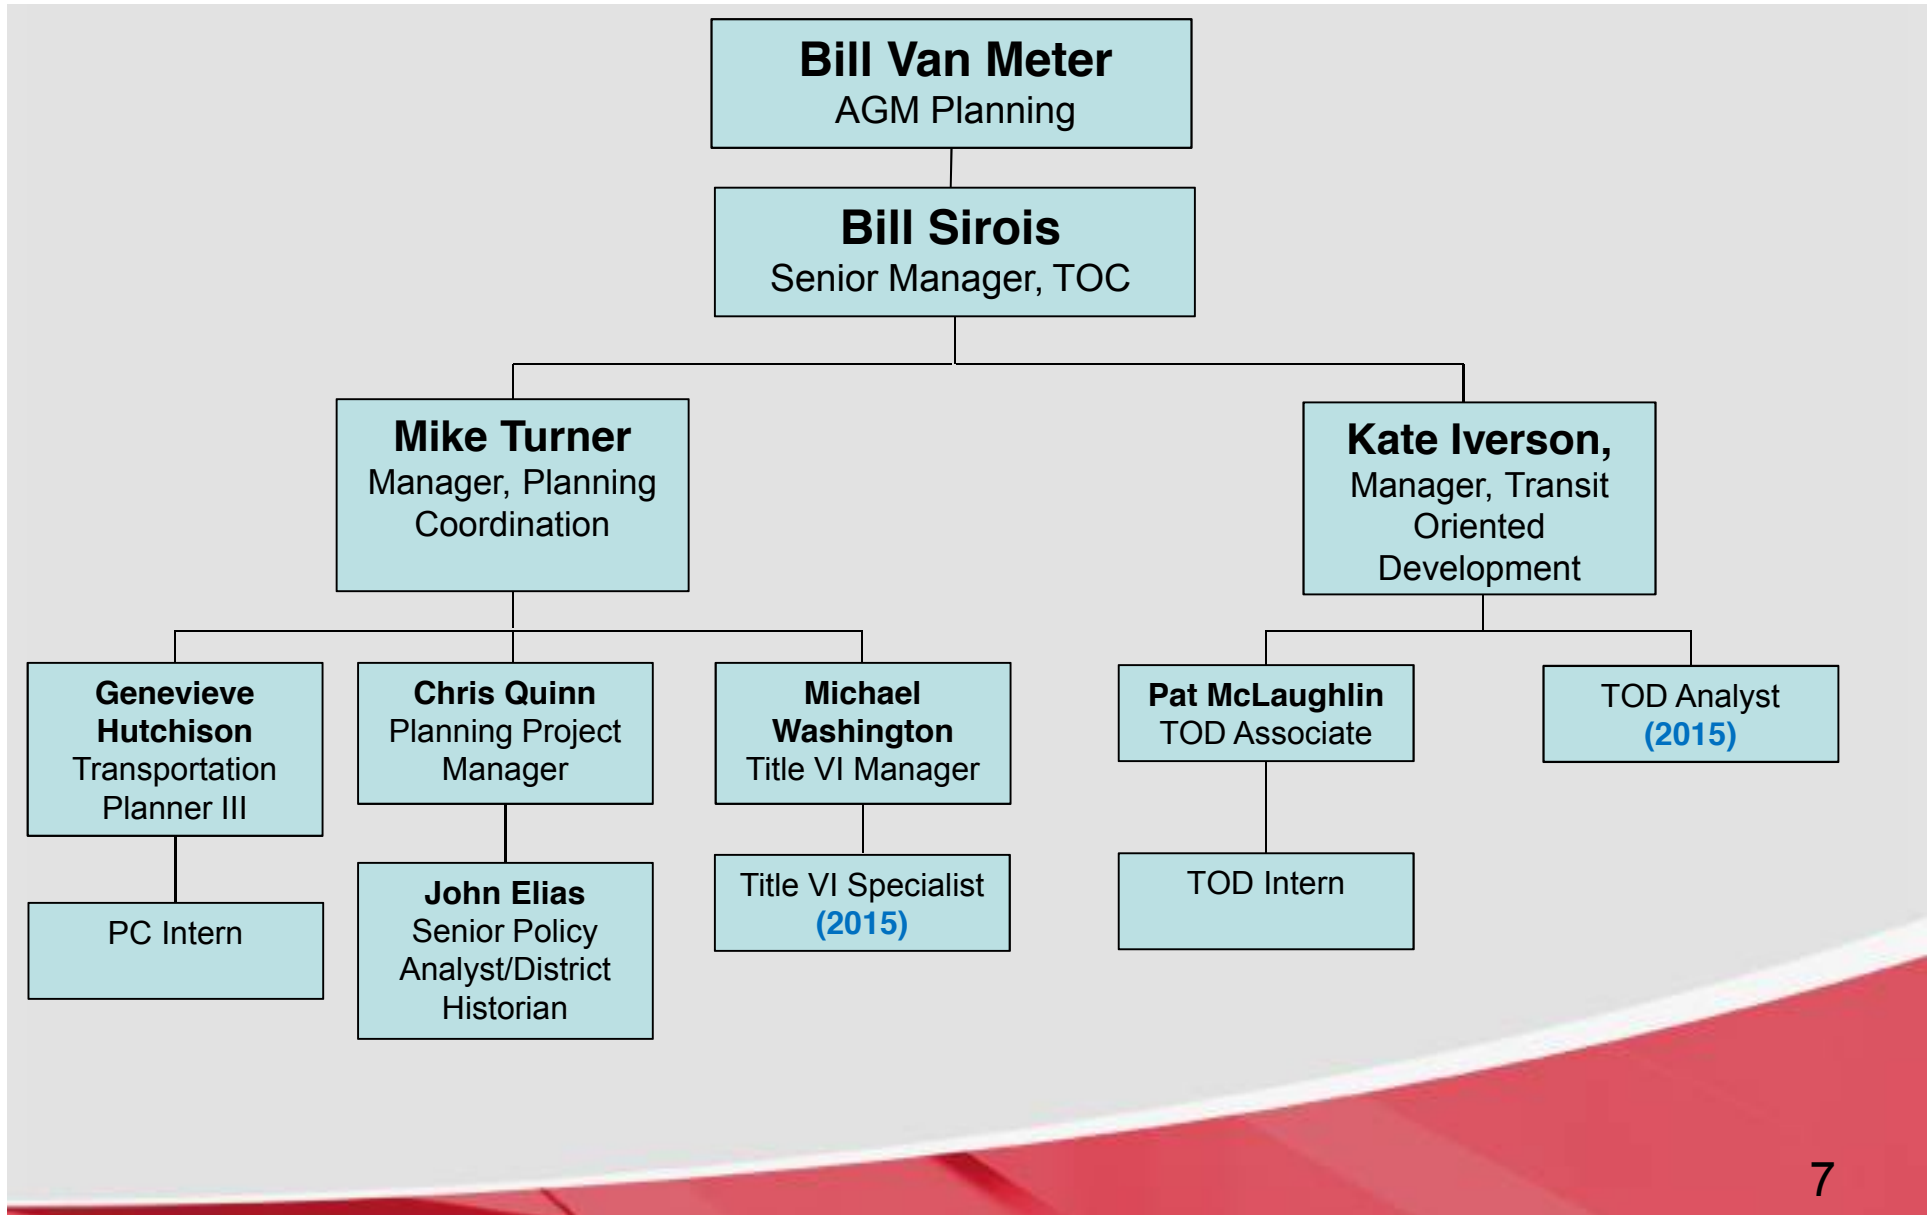 Bill Van Meter
AGM Planning
Bill Sirois
Senior Manager, TOC
Mike Turner
Manager, Planning
Coordination
Kate Iverson,
Manager, Transit
Oriented
Development
Genevieve
Hutchison
Transportation
Planner III
Chris Quinn
Planning Project
Manager
Michael
Washington
Title VI Manager
Pat McLaughlin
TOD Associate
TOD Analyst
(2015)
PC Intern
John Elias
Senior Policy
Analyst/District
Historian
Title VI Specialist
(2015)
TOD Intern
7